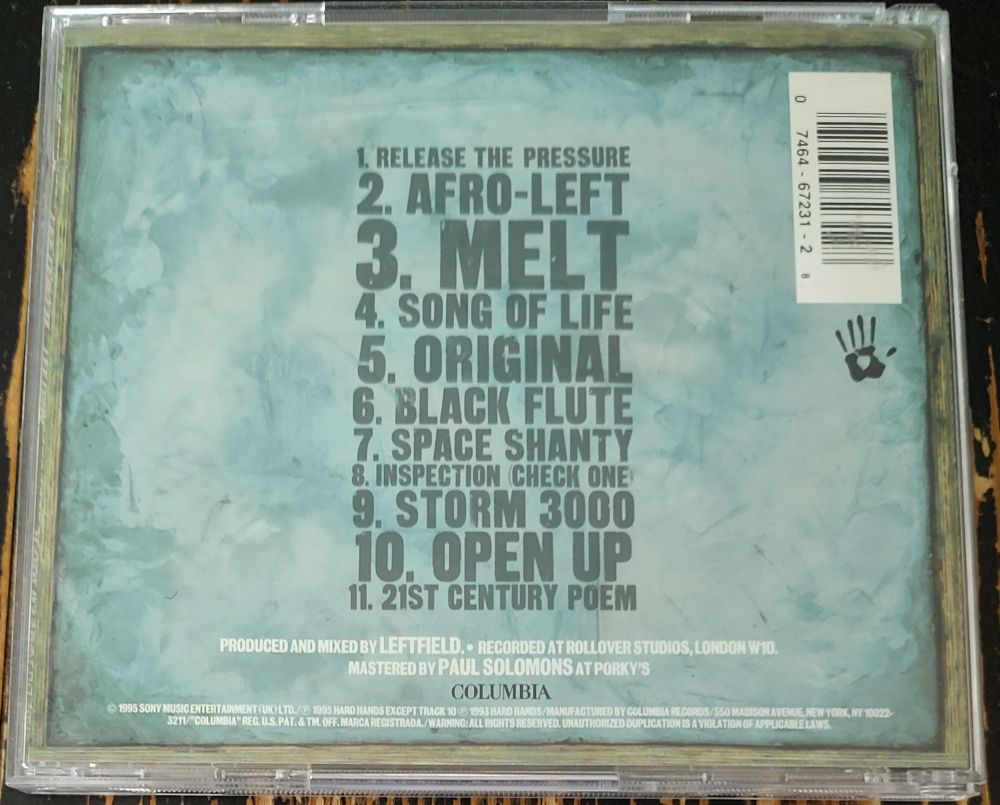 1. RELEASE THE PRESSURE
2. AFRO-LEFT
3. MELT
4. SONG OF LIFE
5. ORIGINAL
6. BLACK FLUTE
7. SPACE SHANTY
8. INSPECTION (CHECK ONE)
9. STORM 3000
10. OPEN UP
11. 21ST CENTURY POEM
PRODUCED AND MIXED BY LEFTFIELD. • RECORDED AT ROLLOVER STUDIOS, LONDON W10.
MASTERED BY PAUL SOLOMONS AT PORKY'S
COLUMBIA
© 1995 SONY MUSIC ENTERTAINMENT (UK) LTD./℗ 1995 HARD HANDS EXCEPT TRACK 10 ℗ 1993 HARD HANDS/MANUFACTURED BY COLUMBIA RECORDS/550 MADISON AVENUE, NEW YORK, NY 10022-
3211/"COLUMBIA" REG. U.S. PAT. & TM. OFF. MARCA REGISTRADA./WARNING: ALL RIGHTS RESERVED. UNAUTHORIZED DUPLICATION IS A VIOLATION OF APPLICABLE LAWS.
0 7464-67231-2 8